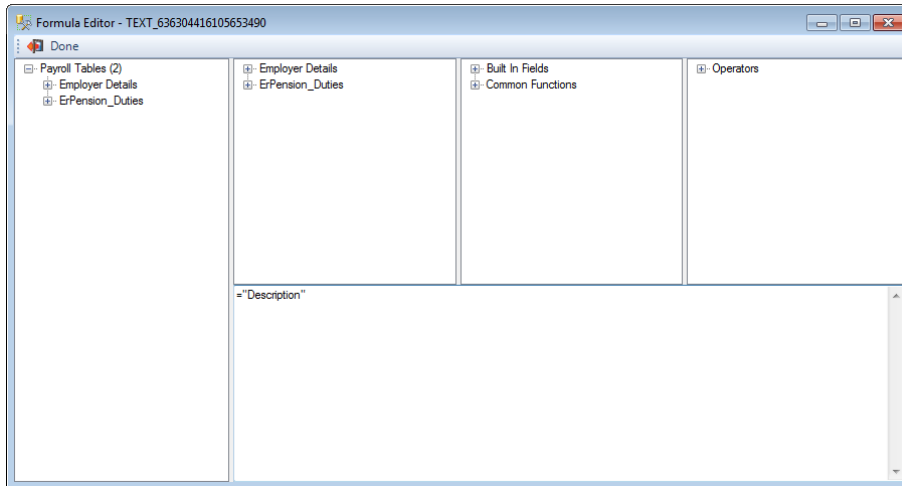 Formula Editor - TEXT_636304416105653490
Done
Payroll Tables (2)
Employer Details
ErPension_Duties
Employer Details
ErPension_Duties
Built In Fields
Common Functions
Operators
="Description"